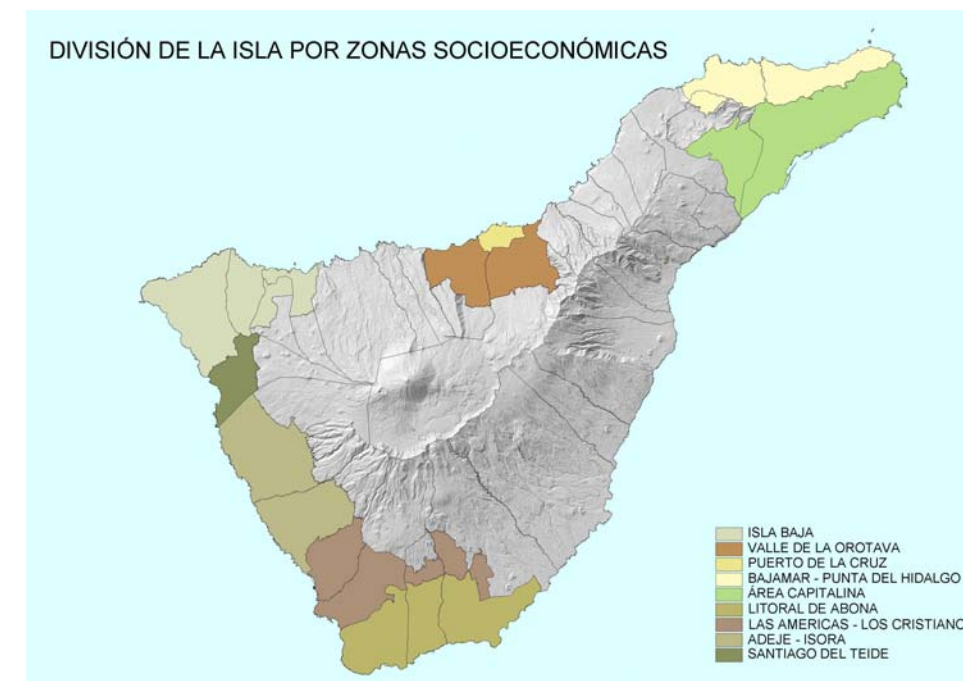 DIVISIÓN DE LA ISLA POR ZONAS SOCIOECONÓMICAS
ISLA BAJA
VALLE DE LA OROTAVA
PUERTO DE LA CRUZ
BAJAMAR - PUNTA DEL HIDALGO
ÁREA CAPITALINA
LITORAL DE ABONA
LAS AMERICAS - LOS CRISTIANO
ADEJE - ISORA
SANTIAGO DEL TEIDE